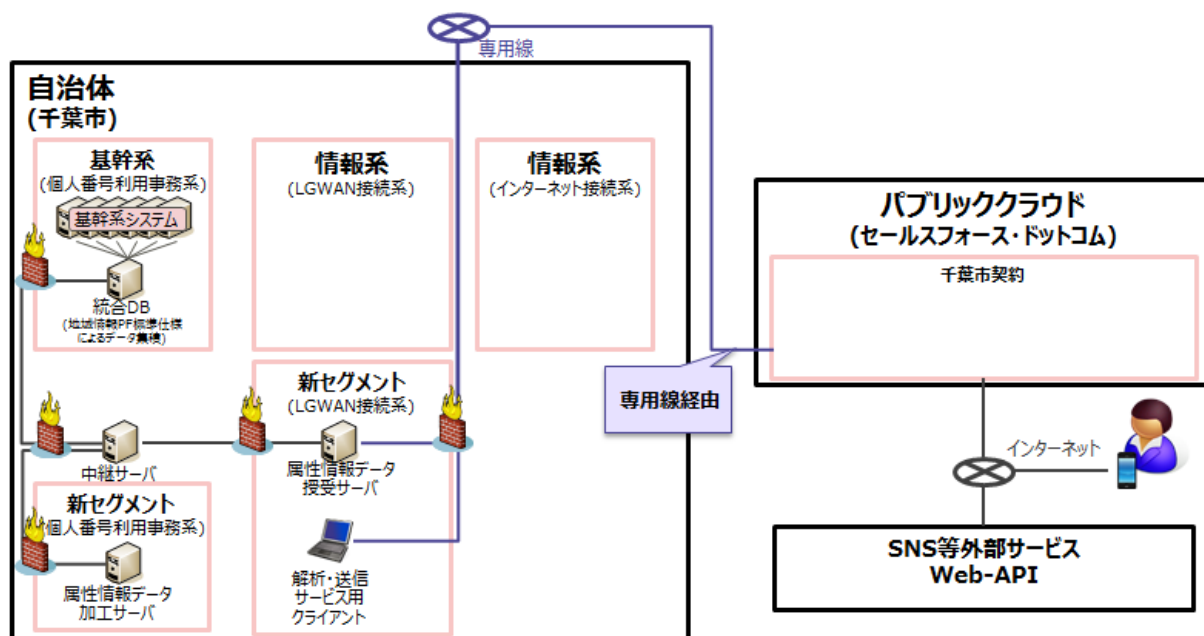 専用線
自治体
(千葉市)
基幹系
(個人番号利用事務系)
基幹系システム
統合DB
(地域情報PF標準仕様
によるデータ集積)
情報系
(LGWAN接続系)
情報系
(インターネット接続系)
パブリッククラウド
(セールスフォース・ドットコム)
千葉市契約
専用線経由
新セグメント
(LGWAN接続系)
中継サーバ
属性情報データ
授受サーバ
新セグメント
(個人番号利用事務系)
属性情報データ
加工サーバ
解析・送信
サービス用
クライアント
インターネット
SNS等外部サービス
Web-API